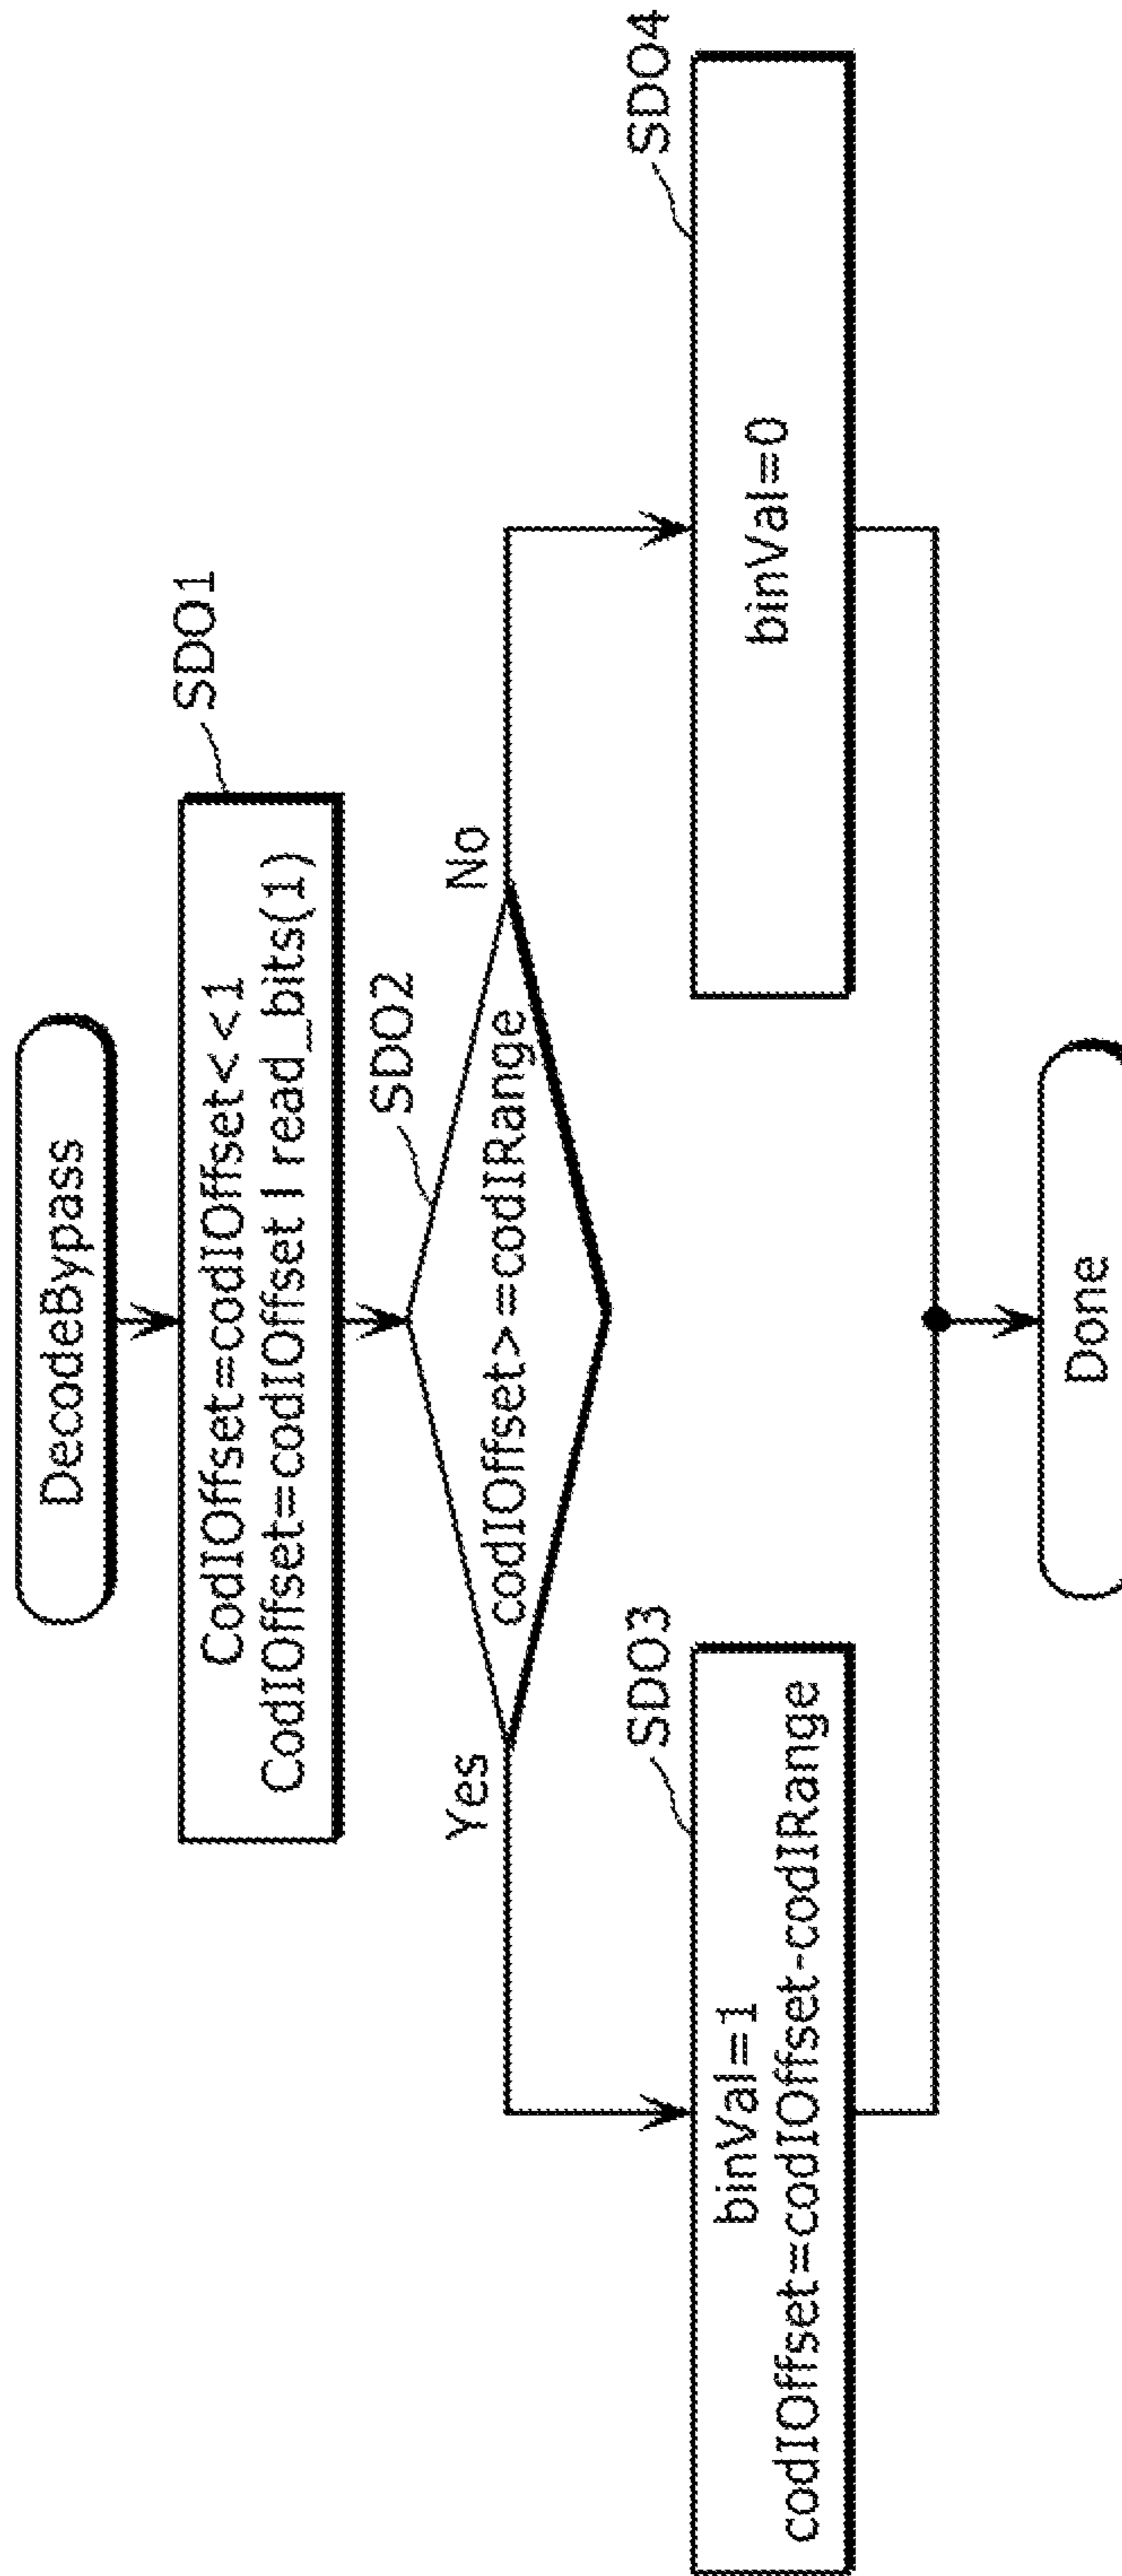 DecodeBypass
SD01
CodIOffset=codIOffset<<1
CodIOffset=codIOffset | read_bits(1)
SD02
codIOffset>=codIRange
Yes
No
SD03
binVal=1
codIOffset=codIOffset-codIRange
SD04
binVal=0
Done